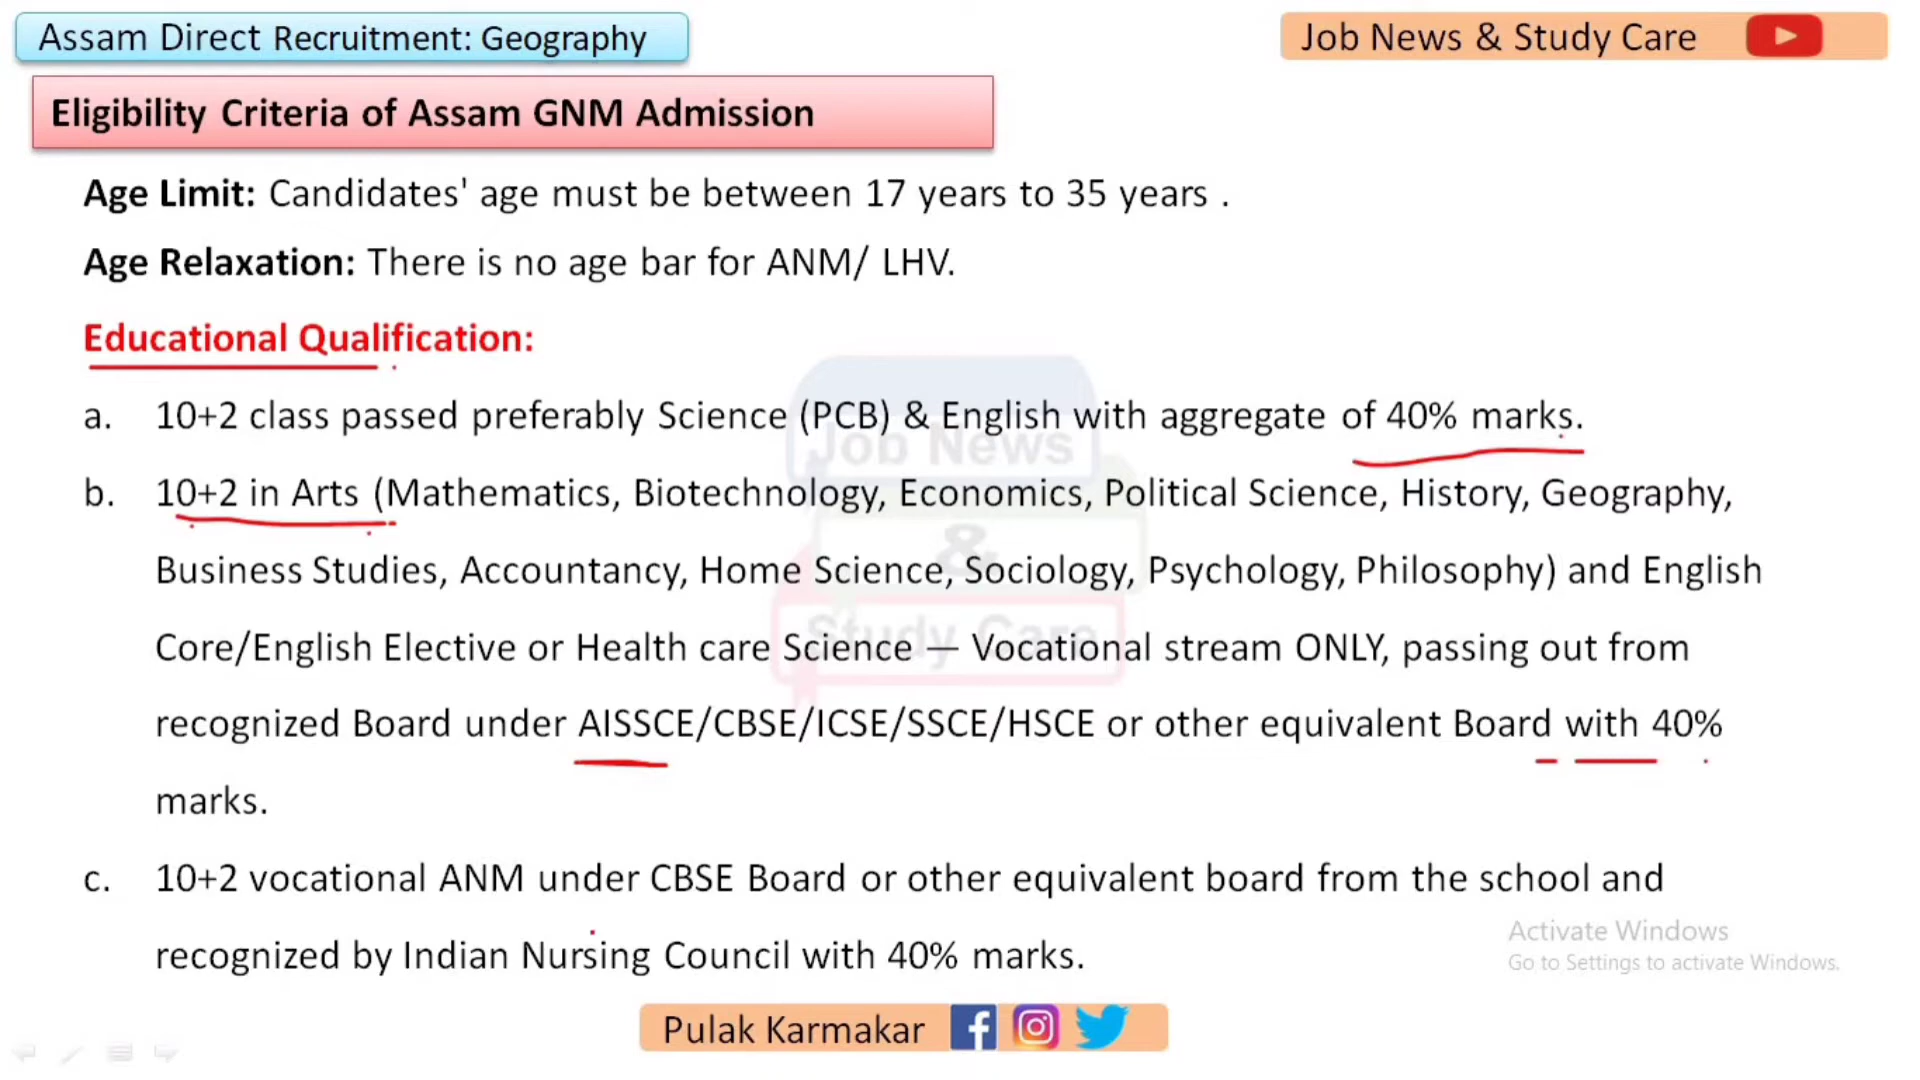 Assam Direct Recruitment: Geography
Job News & Study Care
Eligibility Criteria of Assam GNM Admission
Age Limit: Candidates' age must be between 17 years to 35 years .
Age Relaxation: There is no age bar for ANM/ LHV.
Educational Qualification:
a. 10+2 class passed preferably Science (PCB) & English with aggregate of 40% marks.
b. 10+2 in Arts (Mathematics, Biotechnology, Economics, Political Science, History, Geography,
Business Studies, Accountancy, Home Science, Sociology, Psychology, Philosophy) and English
Core/English Elective or Health care Science — Vocational stream ONLY, passing out from
recognized Board under AISSCE/CBSE/ICSE/SSCE/HSCE or other equivalent Board with 40%
marks.
c. 10+2 vocational ANM under CBSE Board or other equivalent board from the school and
recognized by Indian Nursing Council with 40% marks.
Job News
&
Study Care
Activate Windows
Go to Settings to activate Windows.
Pulak Karmakar